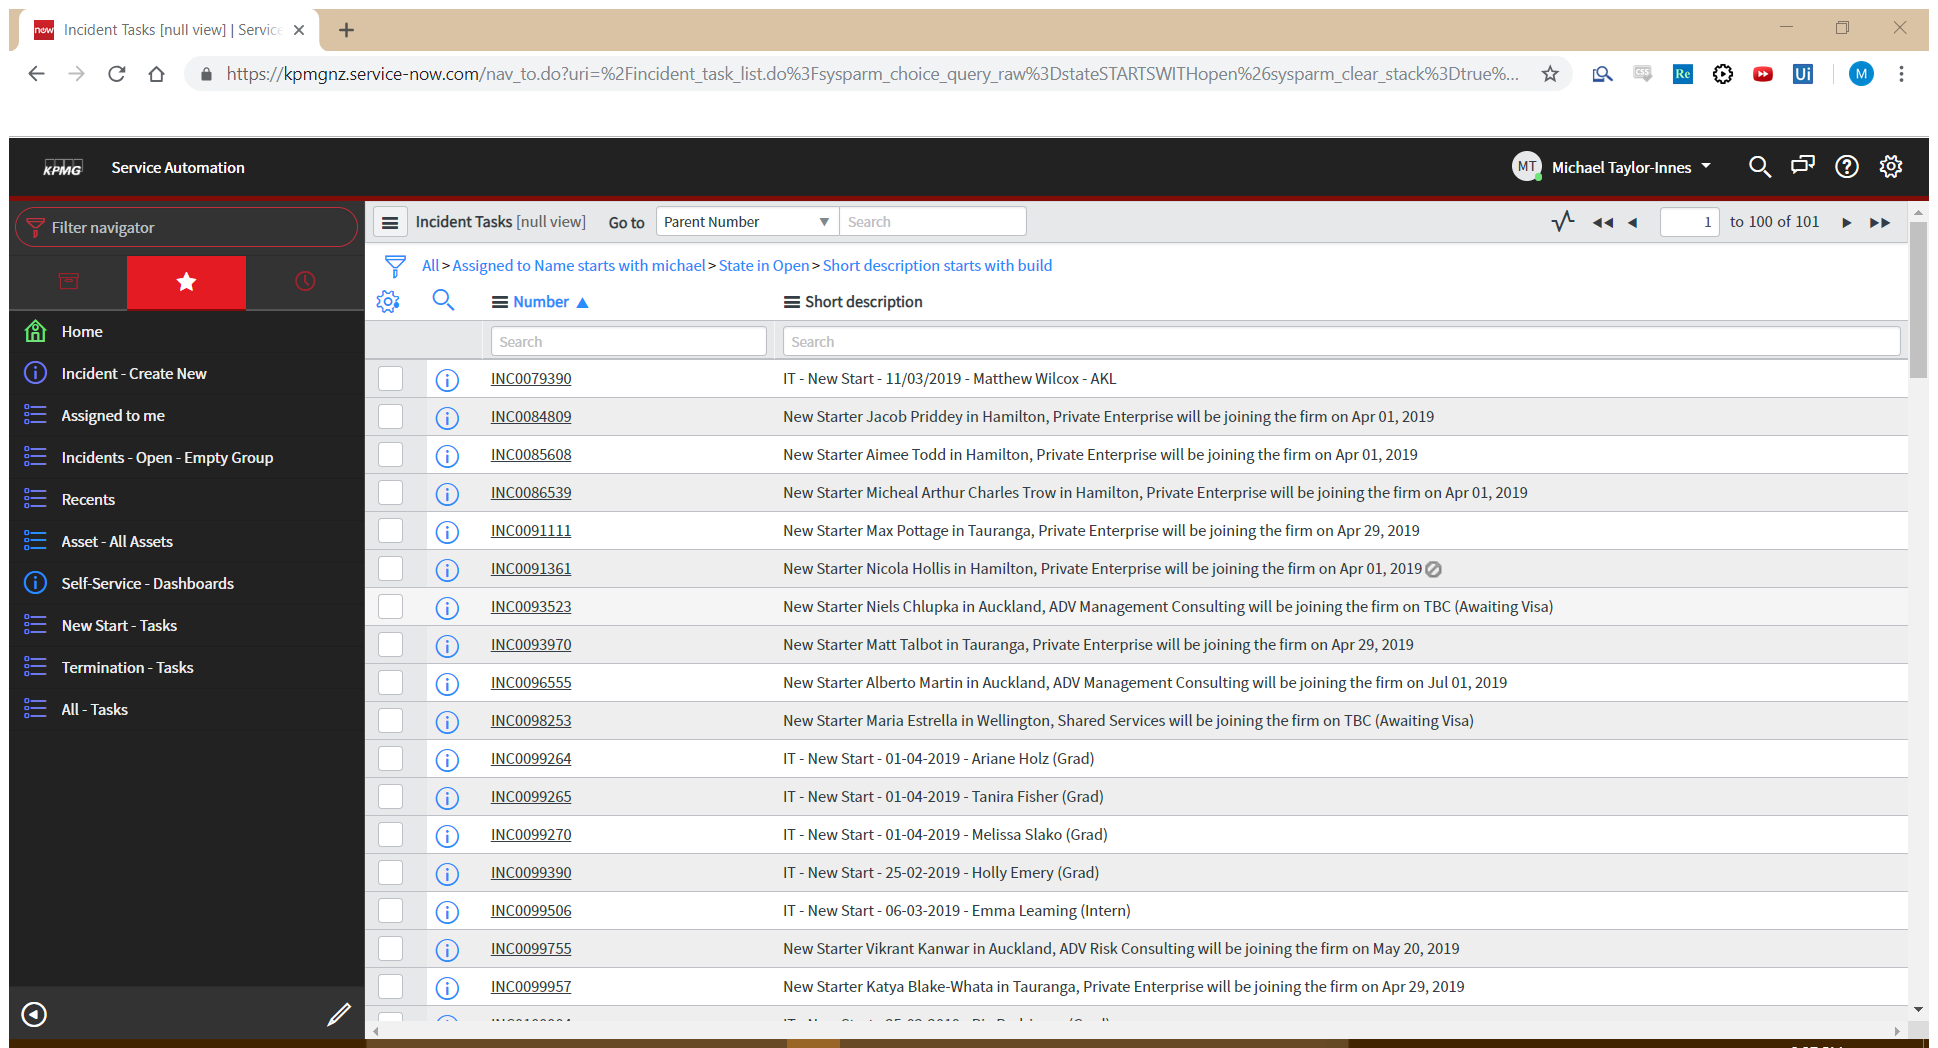 now Incident Tasks [null view] | Service
https://kpmgnz.service-now.com/nav_to.do?uri=%2Fincident_task_list.do%3Fsysparm_choice_query_raw%3DstateSTARTSWITHopen%26sysparm_clear_stack%3Dtrue%...
Re
Ui
M
KPMG Service Automation
MT Michael Taylor-Innes
Filter navigator
Home
Incident - Create New
Assigned to me
Incidents - Open - Empty Group
Recents
Asset - All Assets
Self-Service - Dashboards
New Start - Tasks
Termination - Tasks
All - Tasks
Incident Tasks [null view] Go to Parent Number Search 1 to 100 of 101
All > Assigned to Name starts with michael > State in Open > Short description starts with build
Number Short description
Search Search
INC0079390 IT - New Start - 11/03/2019 - Matthew Wilcox - AKL
INC0084809 New Starter Jacob Priddey in Hamilton, Private Enterprise will be joining the firm on Apr 01, 2019
INC0085608 New Starter Aimee Todd in Hamilton, Private Enterprise will be joining the firm on Apr 01, 2019
INC0086539 New Starter Micheal Arthur Charles Trow in Hamilton, Private Enterprise will be joining the firm on Apr 01, 2019
INC0091111 New Starter Max Pottage in Tauranga, Private Enterprise will be joining the firm on Apr 29, 2019
INC0091361 New Starter Nicola Hollis in Hamilton, Private Enterprise will be joining the firm on Apr 01, 2019
INC0093523 New Starter Niels Chlupka in Auckland, ADV Management Consulting will be joining the firm on TBC (Awaiting Visa)
INC0093970 New Starter Matt Talbot in Tauranga, Private Enterprise will be joining the firm on Apr 29, 2019
INC0096555 New Starter Alberto Martin in Auckland, ADV Management Consulting will be joining the firm on Jul 01, 2019
INC0098253 New Starter Maria Estrella in Wellington, Shared Services will be joining the firm on TBC (Awaiting Visa)
INC0099264 IT - New Start - 01-04-2019 - Ariane Holz (Grad)
INC0099265 IT - New Start - 01-04-2019 - Tanira Fisher (Grad)
INC0099270 IT - New Start - 01-04-2019 - Melissa Slako (Grad)
INC0099390 IT - New Start - 25-02-2019 - Holly Emery (Grad)
INC0099506 IT - New Start - 06-03-2019 - Emma Leaming (Intern)
INC0099755 New Starter Vikrant Kanwar in Auckland, ADV Risk Consulting will be joining the firm on May 20, 2019
INC0099957 New Starter Katya Blake-Whata in Tauranga, Private Enterprise will be joining the firm on Apr 29, 2019